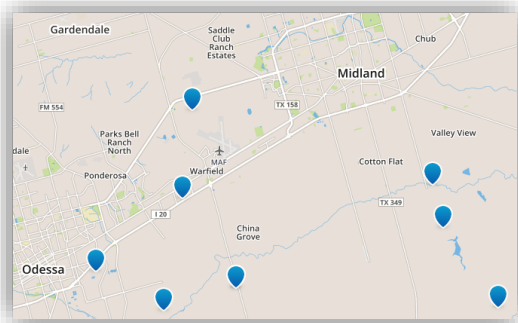 Gardendale
Saddle
Club
Ranch
Estates
Chub
Midland
FM 554
TX 158
Parks Bell
Ranch
North
Valley View
dale
MAF
Warfield
Cotton Flat
Ponderosa
TX 349
I 20
China
Grove
Odessa